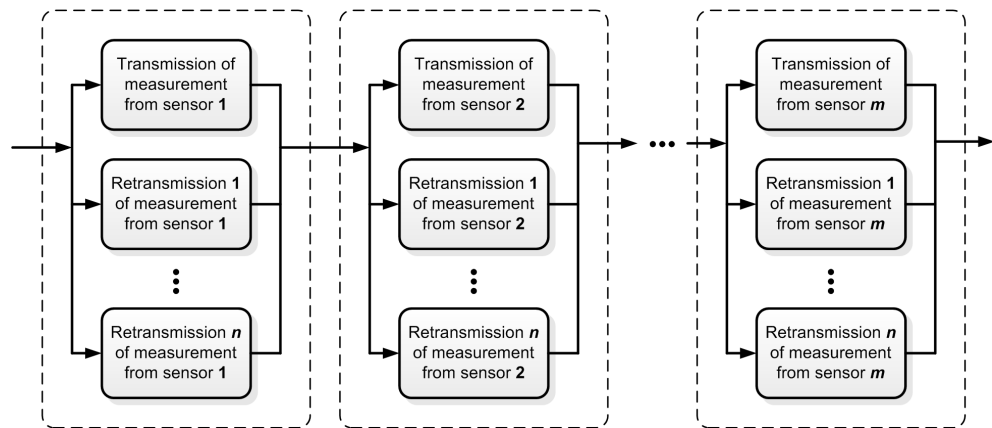 Transmission of
measurement
from sensor 1
Retransmission 1
of measurement
from sensor 1
Retransmission n
of measurement
from sensor 1
Transmission of
measurement
from sensor 2
Retransmission 1
of measurement
from sensor 2
Retransmission n
of measurement
from sensor 2
Transmission of
measurement
from sensor m
Retransmission 1
of measurement
from sensor m
Retransmission n
of measurement
from sensor m